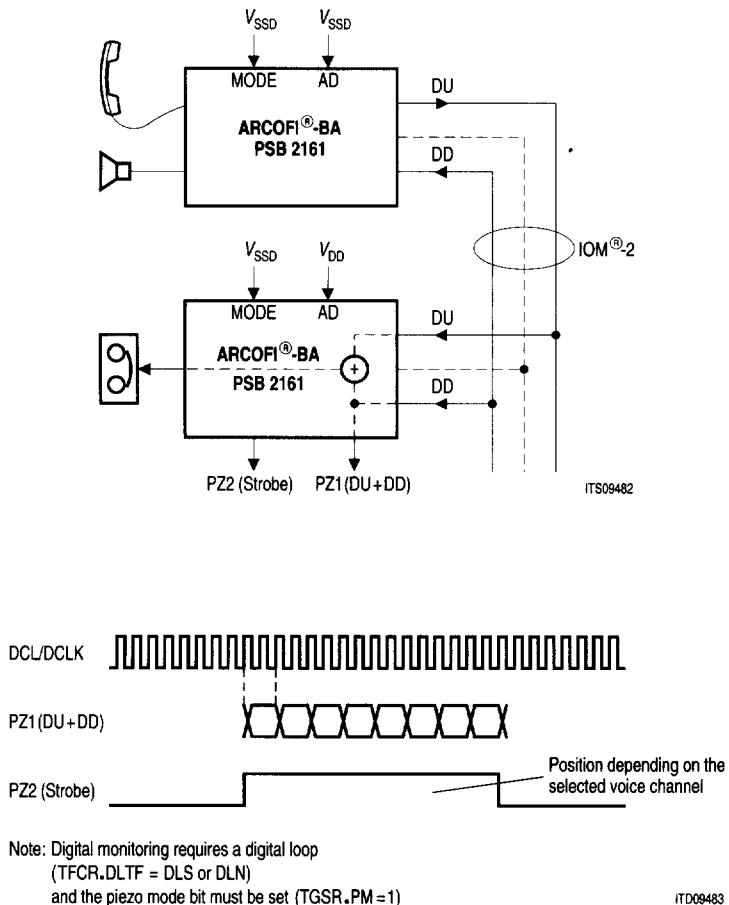 VSSD VSSD
MODE AD
DU
ARCOFI®-BA
PSB 2161
DD
IOM®-2
VSSD VDD
MODE AD
DU
ARCOFI®-BA
+
PSB 2161
DD
PZ2 (Strobe) PZ1(DU+DD)
ITS09482
DCL/DCLK
PZ1(DU+DD)
PZ2 (Strobe)
Position depending on the
selected voice channel
Note: Digital monitoring requires a digital loop
(TFCR.DLTF = DLS or DLN)
and the piezo mode bit must be set (TGSR.PM=1)
ITD09483